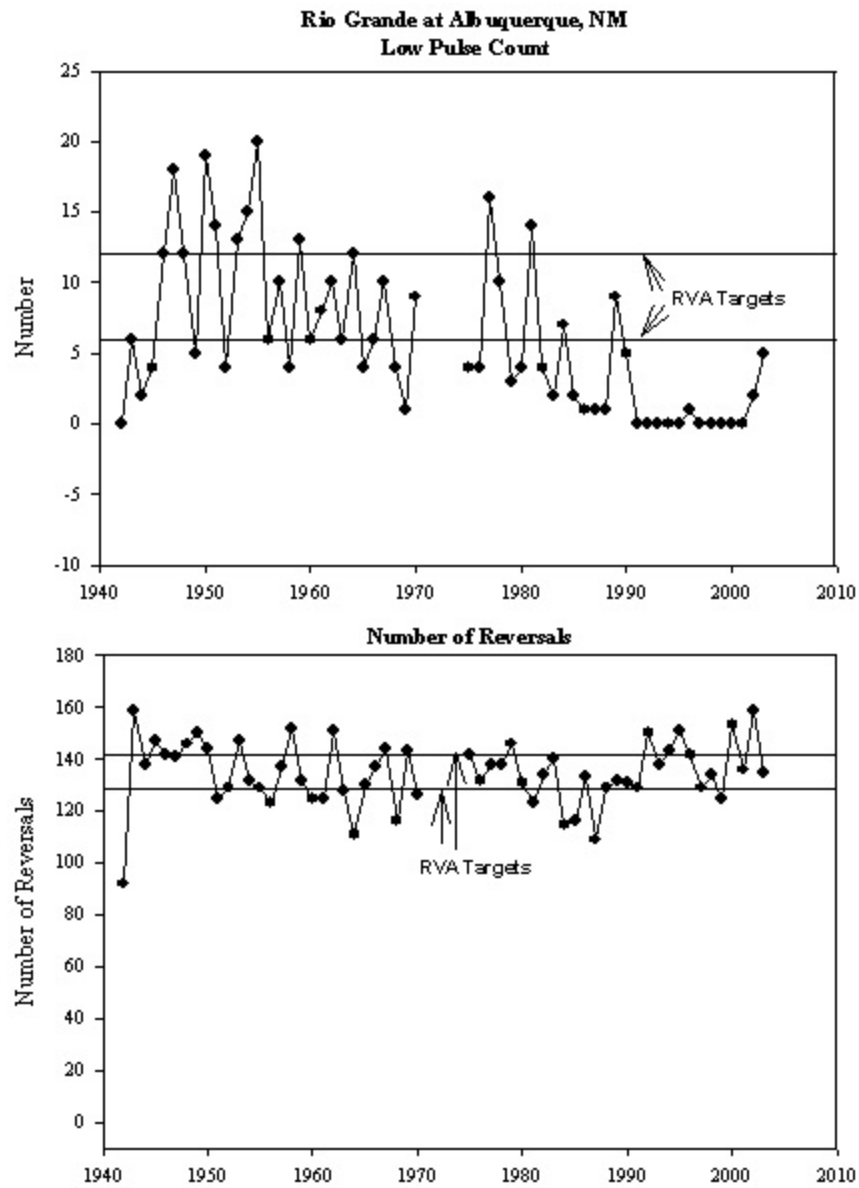 Rio Grande at Albuquerque, NM
Low Pulse Count
25
20
15
10
5
0
-5
-10
Number
RVA Targets
1940 1950 1960 1970 1980 1990 2000 2010
Number of Reversals
180
160
140
120
100
80
60
40
20
0
Number of Reversals
RVA Targets
1940 1950 1960 1970 1980 1990 2000 2010